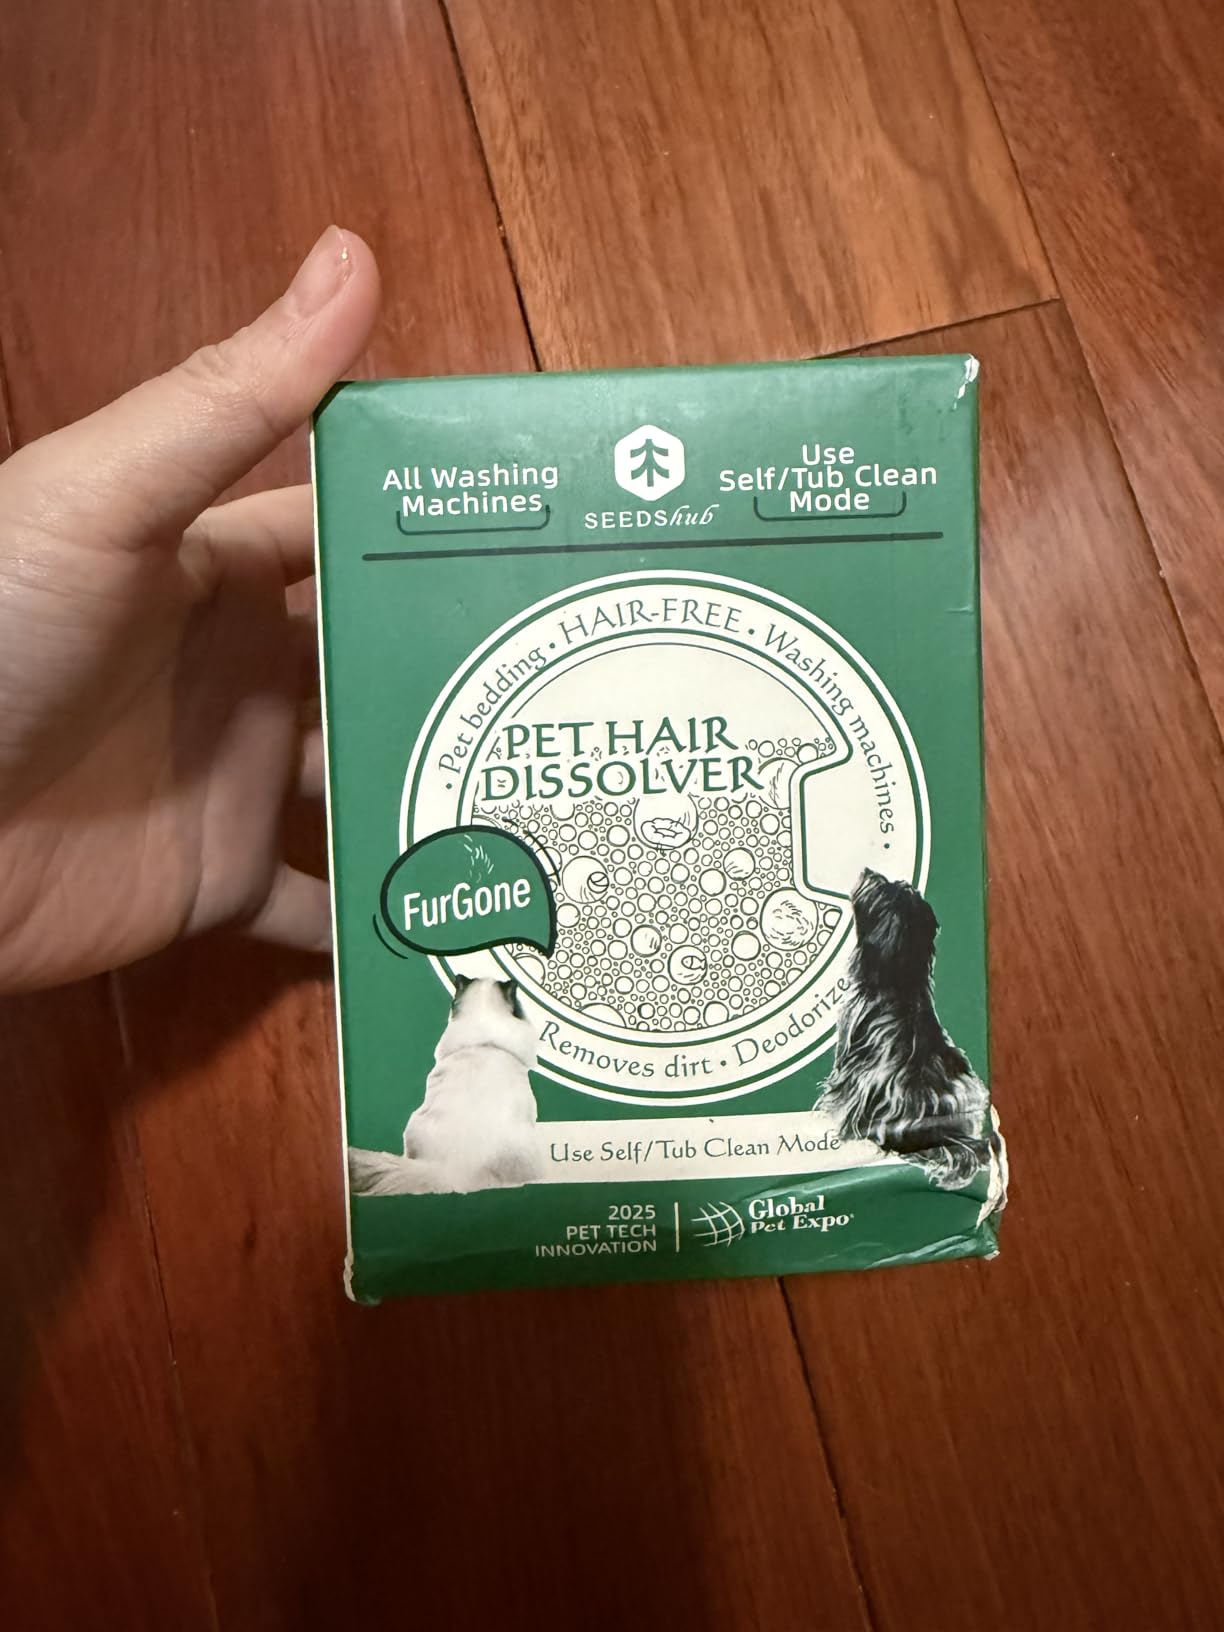 All Washing
Machines
SEEDShub
Use
Self/Tub Clean
Mode
· Pet bedding · HAIR-FREE · Washing machines ·
PET HAIR
DISSOLVER
FurGone
Removes dirt · Deodorize
Use Self/Tub Clean Mode
2025
PET TECH
INNOVATION
Global
Pet Expo